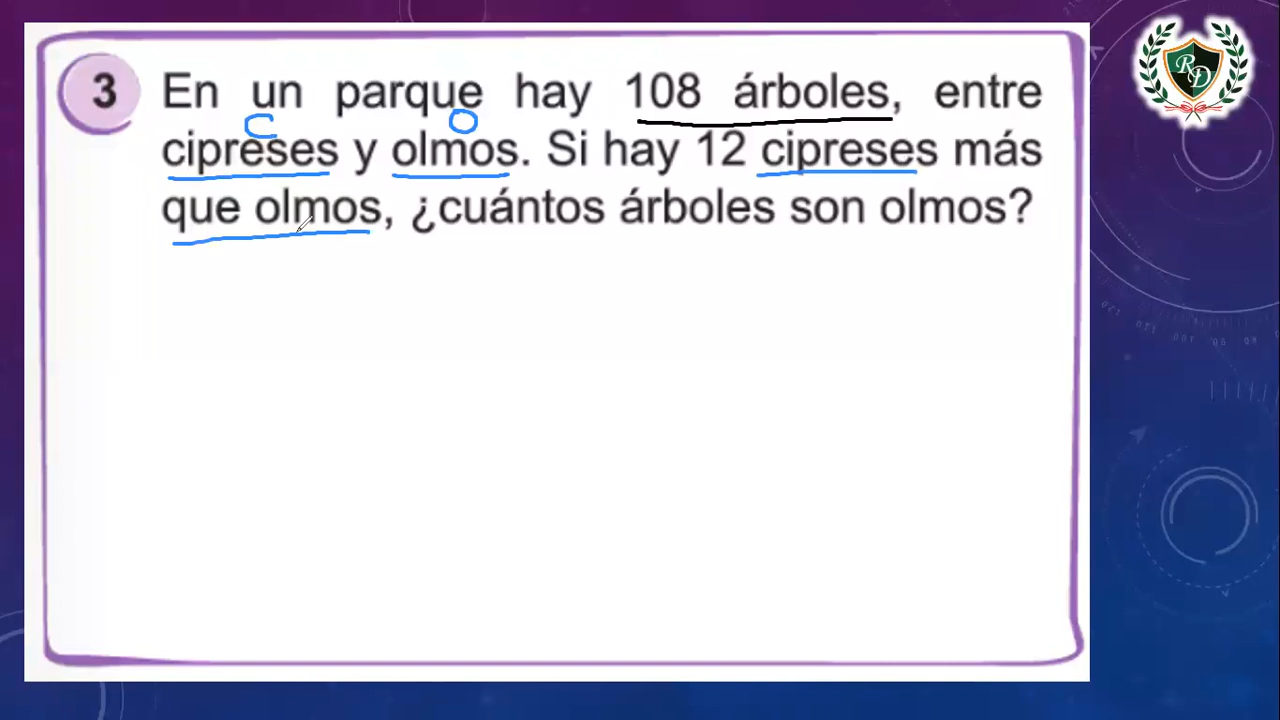 3 En un parque hay 108 árboles, entre
C O
cipreses y olmos. Si hay 12 cipreses más
que olmos, ¿cuántos árboles son olmos?
RD